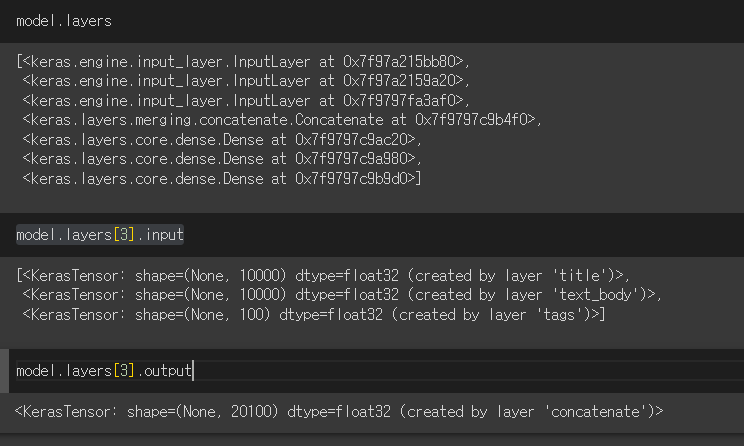 model.layers
[<keras.engine.input_layer.InputLayer at 0x7f97a215bb80>,
<keras.engine.input_layer.InputLayer at 0x7f97a2159a20>,
<keras.engine.input_layer.InputLayer at 0x7f9797fa3af0>,
<keras.layers.merging.concatenate.Concatenate at 0x7f9797c9b4f0>,
<keras.layers.core.dense.Dense at 0x7f9797c9ac20>,
<keras.layers.core.dense.Dense at 0x7f9797c9a980>,
<keras.layers.core.dense.Dense at 0x7f9797c9b9d0>]
model.layers[3].input
[<KerasTensor: shape=(None, 10000) dtype=float32 (created by layer 'title')>,
<KerasTensor: shape=(None, 10000) dtype=float32 (created by layer 'text_body')>,
<KerasTensor: shape=(None, 100) dtype=float32 (created by layer 'tags')>]
model.layers[3].output
<KerasTensor: shape=(None, 20100) dtype=float32 (created by layer 'concatenate')>